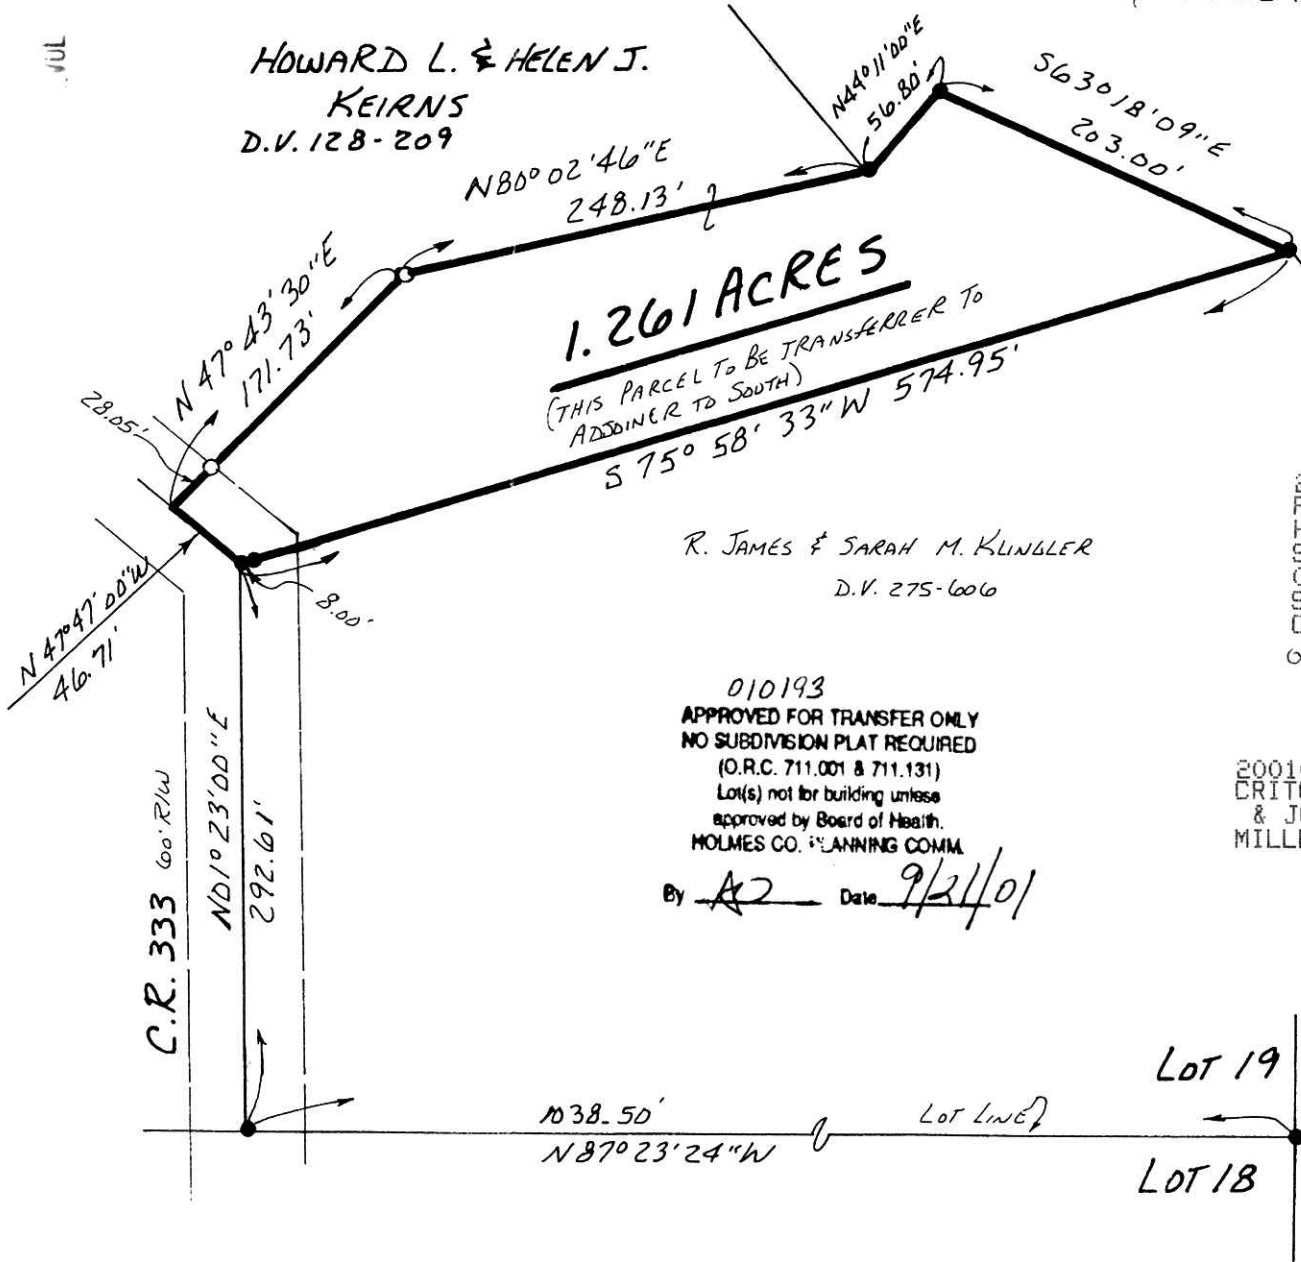 HOWARD L. & HELEN J.
KEIRNS
D.V. 128-209
N44°11'00"E
56.80'
S63°18'09"E
203.00'
N80°02'46"E
248.13'
N 47° 43' 30"E
171.73'
28.05'
1.261 ACRES
(THIS PARCEL TO BE TRANSFERRER TO
ADJOINER TO SOUTH)
S 75° 58' 33" W 574.95'
R. JAMES & SARAH M. KLINGLER
D.V. 275-606
N 47°47'00"W
46.71'
8.00'
010193
APPROVED FOR TRANSFER ONLY
NO SUBDIVISION PLAT REQUIRED
(O.R.C. 711.001 & 711.131)
Lot(s) not for building unless
approved by Board of Health.
HOLMES CO. PLANNING COMM.
By Date 9/21/01
C.R. 333 60' R/W
N01°23'00"E
292.61'
1038.50'
N87°23'24"W
LOT LINE
LOT 19
LOT 18